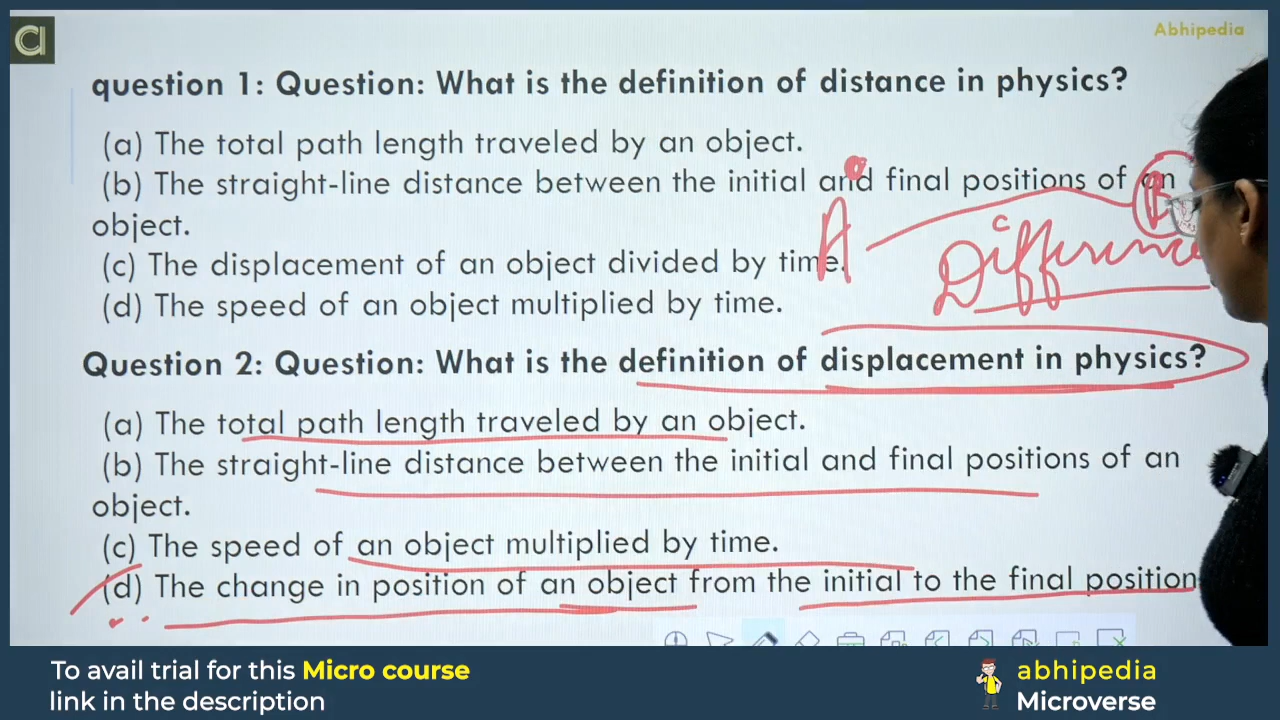 Abhipedia
question 1: Question: What is the definition of distance in physics?
(a) The total path length traveled by an object.
(b) The straight-line distance between the initial and final positions of an
object.
(c) The displacement of an object divided by time.
(d) The speed of an object multiplied by time.
A
B
C
Difference
Question 2: Question: What is the definition of displacement in physics?
(a) The total path length traveled by an object.
(b) The straight-line distance between the initial and final positions of an
object.
(c) The speed of an object multiplied by time.
(d) The change in position of an object from the initial to the final position
To avail trial for this Micro course
link in the description
abhipedia
Microverse